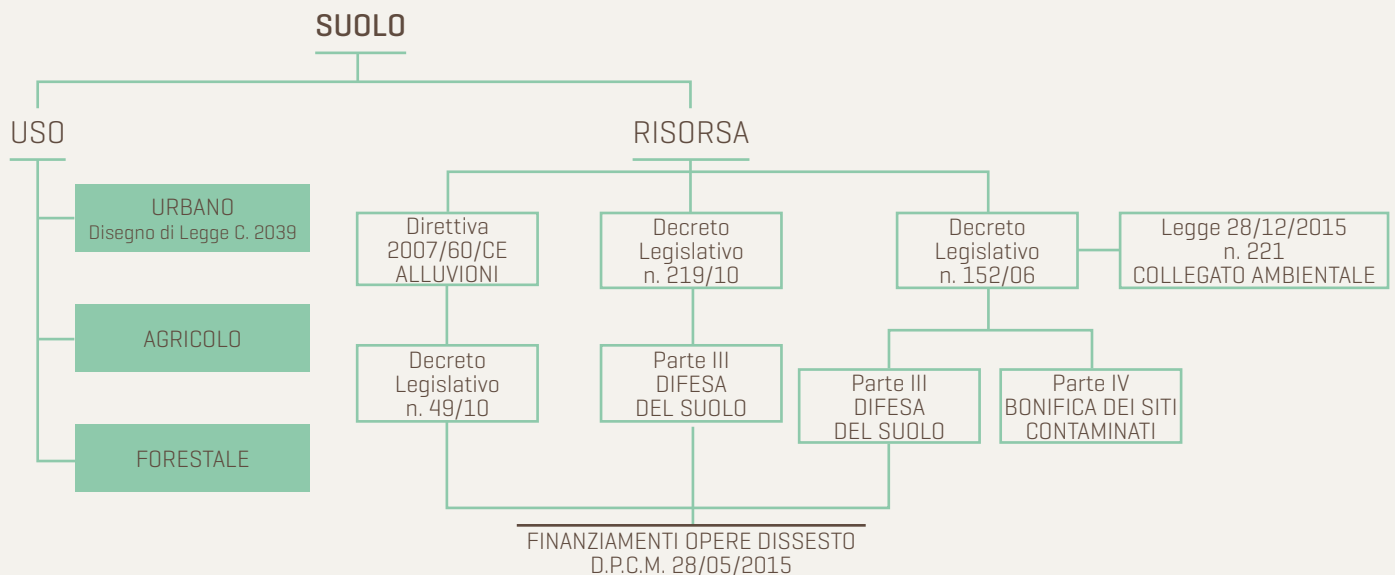 SUOLO
USO
RISORSA
URBANO
Disegno di Legge C. 2039
AGRICOLO
FORESTALE
Direttiva
2007/60/CE
ALLUVIONI
Decreto
Legislativo
n. 219/10
Decreto
Legislativo
n. 152/06
Legge 28/12/2015
n. 221
COLLEGATO AMBIENTALE
Decreto
Legislativo
n. 49/10
Parte III
DIFESA
DEL SUOLO
Parte III
DIFESA
DEL SUOLO
Parte IV
BONIFICA DEI SITI
CONTAMINATI
FINANZIAMENTI OPERE DISSESTO
D.P.C.M. 28/05/2015